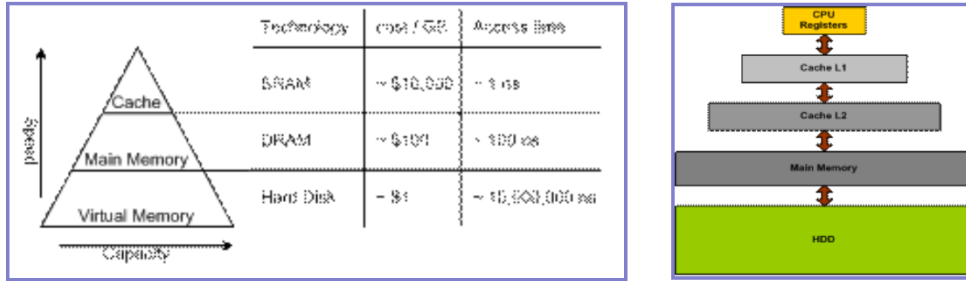 Technology cost / GB Access time
SRAM ~ $10,000 ~ 1 ns
Cache
DRAM ~ $100 ~ 100 ns
Main Memory
Hard Disk ~ $1 ~ 10,000,000 ns
Virtual Memory
Speed
Capacity
CPU
Registers
Cache L1
Cache L2
Main Memory
HDD